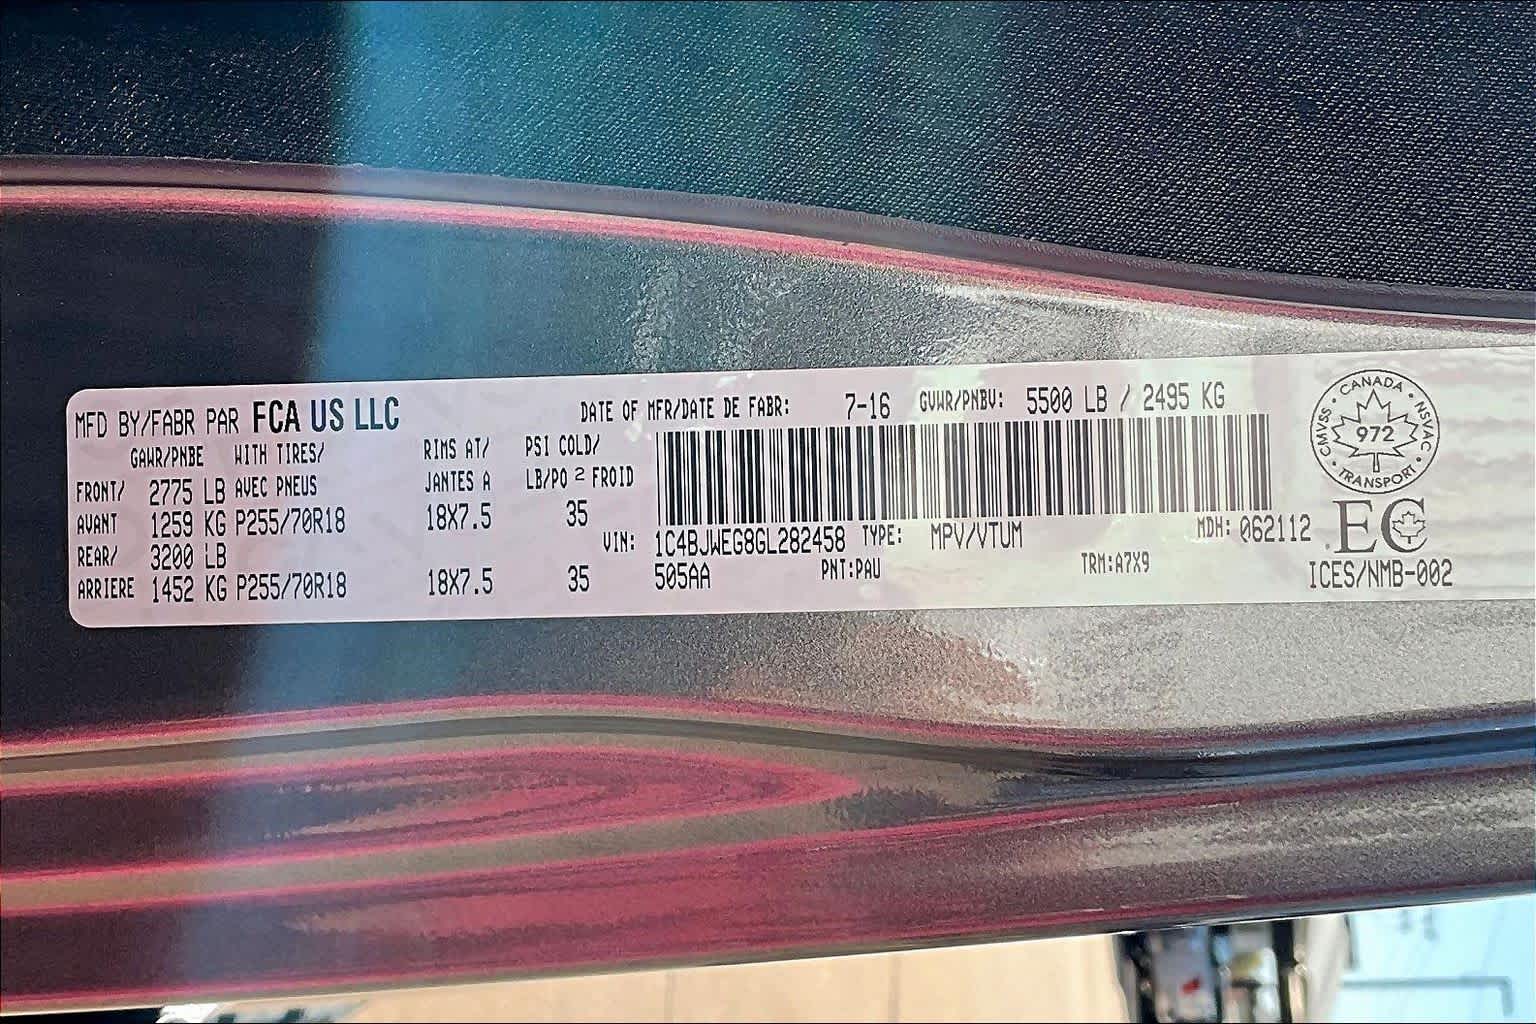 MFD BY/FABR PAR FCA US LLC DATE OF MFR/DATE DE FABR: 7-16 GVWR/PNBV: 5500 LB / 2495 KG
GAWR/PNBE WITH TIRES/ RIMS AT/ PSI COLD/
FRONT/ 2775 LB AVEC PNEUS JANTES A LB/PO 2 FROID
AVANT 1259 KG P255/70R18 18X7.5 35
REAR/ 3200 LB VIN: 1C4BJWEG8GL282458 TYPE: MPV/VTUM MDH: 062112
ARRIERE 1452 KG P255/70R18 18X7.5 35 505AA PNT:PAU TRM:A7X9
CANADA
CMVSS • NSVAC
972
TRANSPORT
EC
ICES/NMB-002